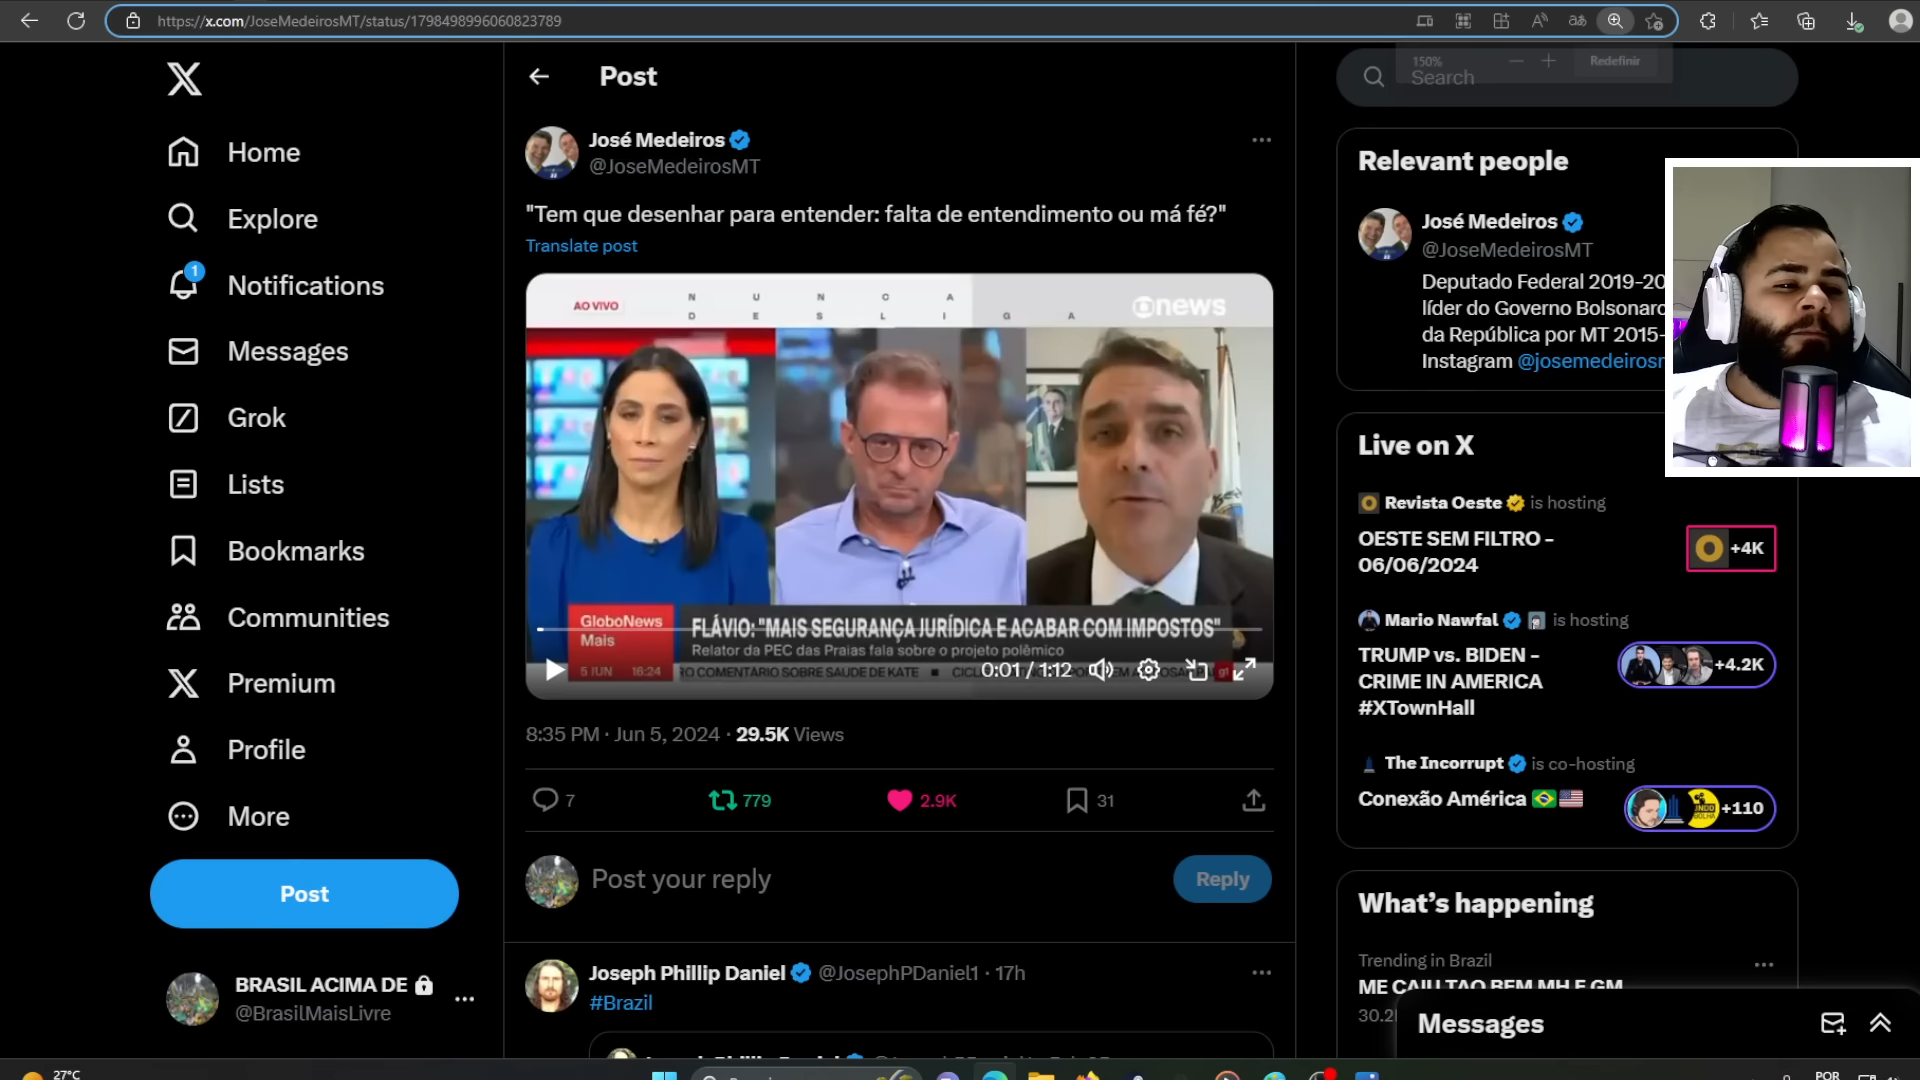 https://x.com/JoseMedeirosMT/status/1798498996060823789
150%
Redefinir
Search
Home
Explore
1
Notifications
Messages
Grok
Lists
Bookmarks
Communities
Premium
Profile
More
Post
BRASIL ACIMA DE
@BrasilMaisLivre
Post
José Medeiros
@JoseMedeirosMT
"Tem que desenhar para entender: falta de entendimento ou má fé?"
Translate post
AO VIVO
N U N C A
D E S L I G A
news
GloboNews
Mais
5 JUN 16:24
FLÁVIO: "MAIS SEGURANÇA JURÍDICA E ACABAR COM IMPOSTOS"
Relator da PEC das Praias fala sobre o projeto polêmico
RO COMENTÁRIO SOBRE SAÚDE DE KATE
0:01 / 1:12
g1
8:35 PM · Jun 5, 2024 · 29.5K Views
7
779
2.9K
31
Post your reply
Reply
Joseph Phillip Daniel @JosephPDaniel1 · 17h
#Brazil
Relevant people
José Medeiros
@JoseMedeirosMT
Deputado Federal 2019-20
líder do Governo Bolsonaro
da República por MT 2015-
Instagram @josemedeirosm
Live on X
Revista Oeste is hosting
OESTE SEM FILTRO -
06/06/2024
+4K
Mario Nawfal is hosting
TRUMP vs. BIDEN -
CRIME IN AMERICA
#XTownHall
+4.2K
The Incorrupt is co-hosting
Conexão América
+110
What's happening
Trending in Brazil
ME CAIU TAO BEM MH E GM
30.2
Messages
27°C
POR